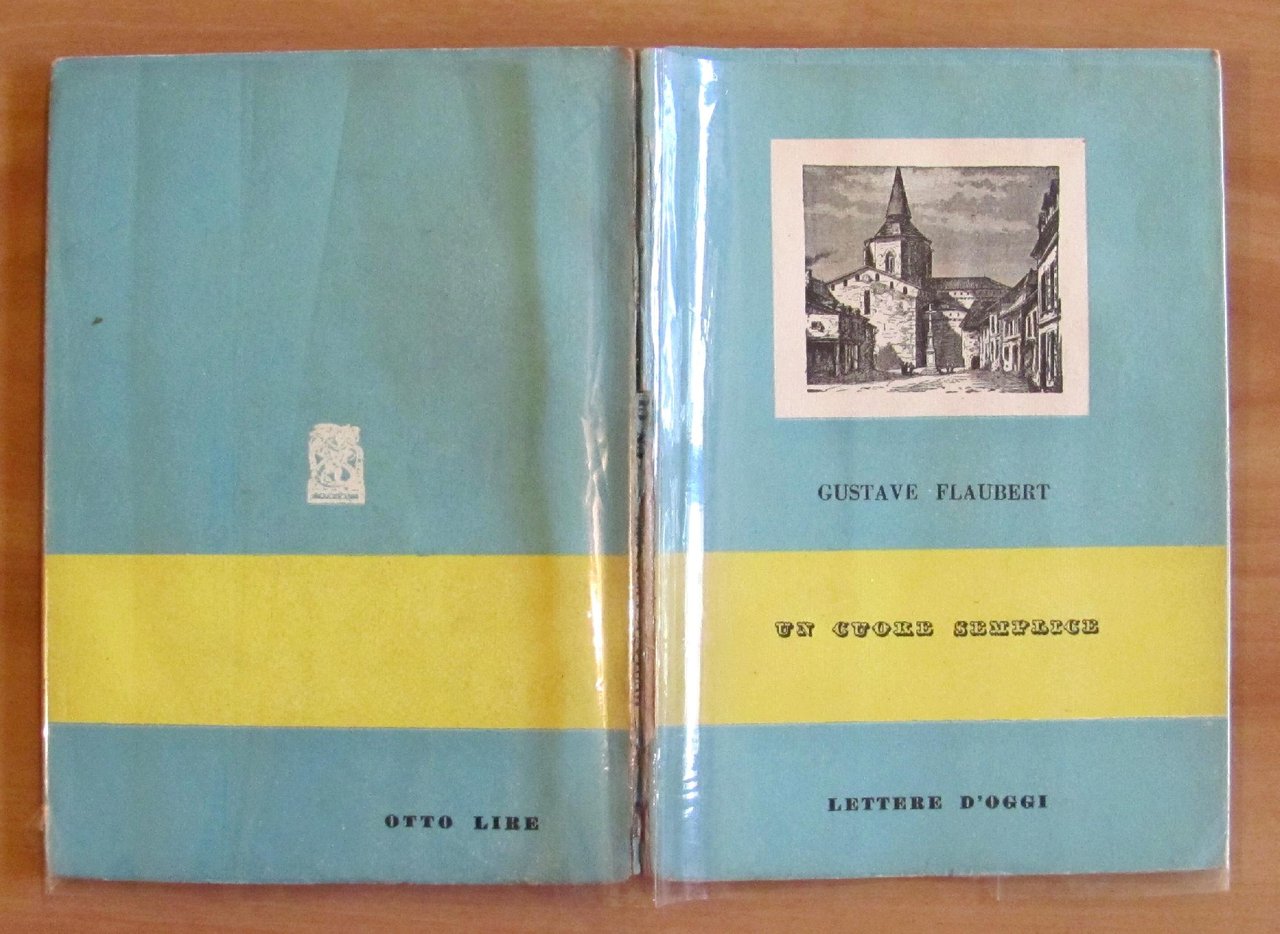 GUSTAVE FLAUBERT
UN CUORE SEMPLICE
LETTERE D'OGGI
OTTO LIRE